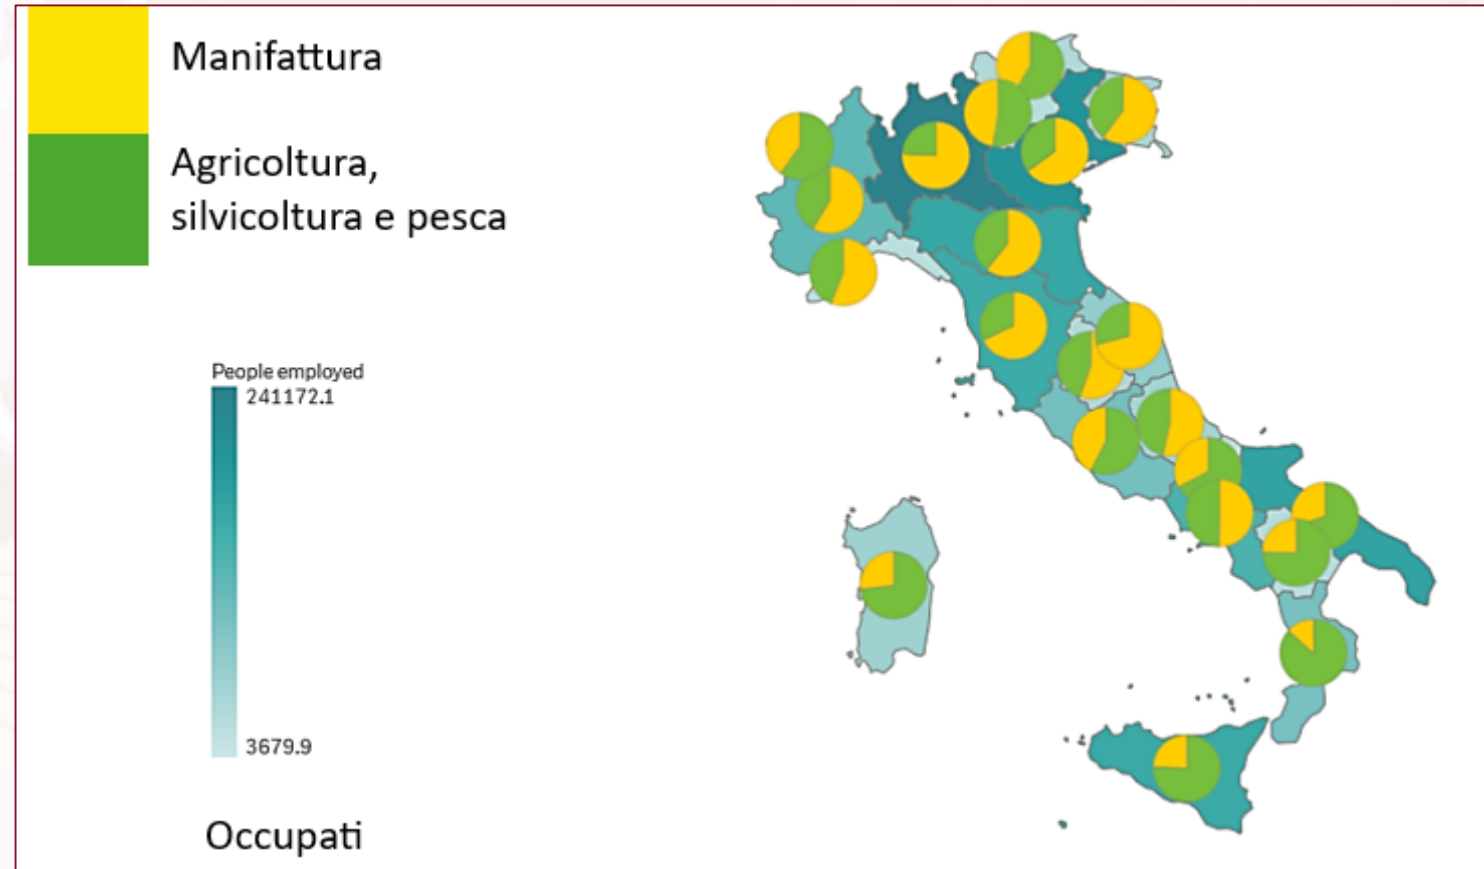 Manifattura
Agricoltura,
silvicoltura e pesca
People employed
241172.1
3679.9
Occupati